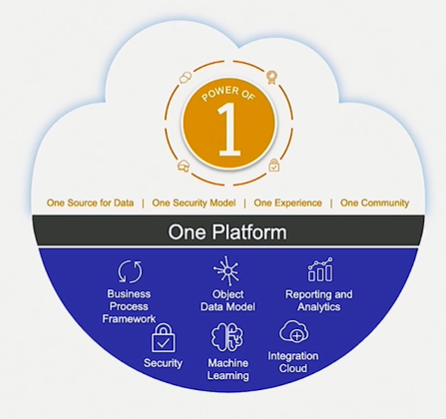 POWER OF
1
One Source for Data | One Security Model | One Experience | One Community
One Platform
Business
Process
Framework
Object
Data Model
Reporting and
Analytics
Security
Machine
Learning
Integration
Cloud